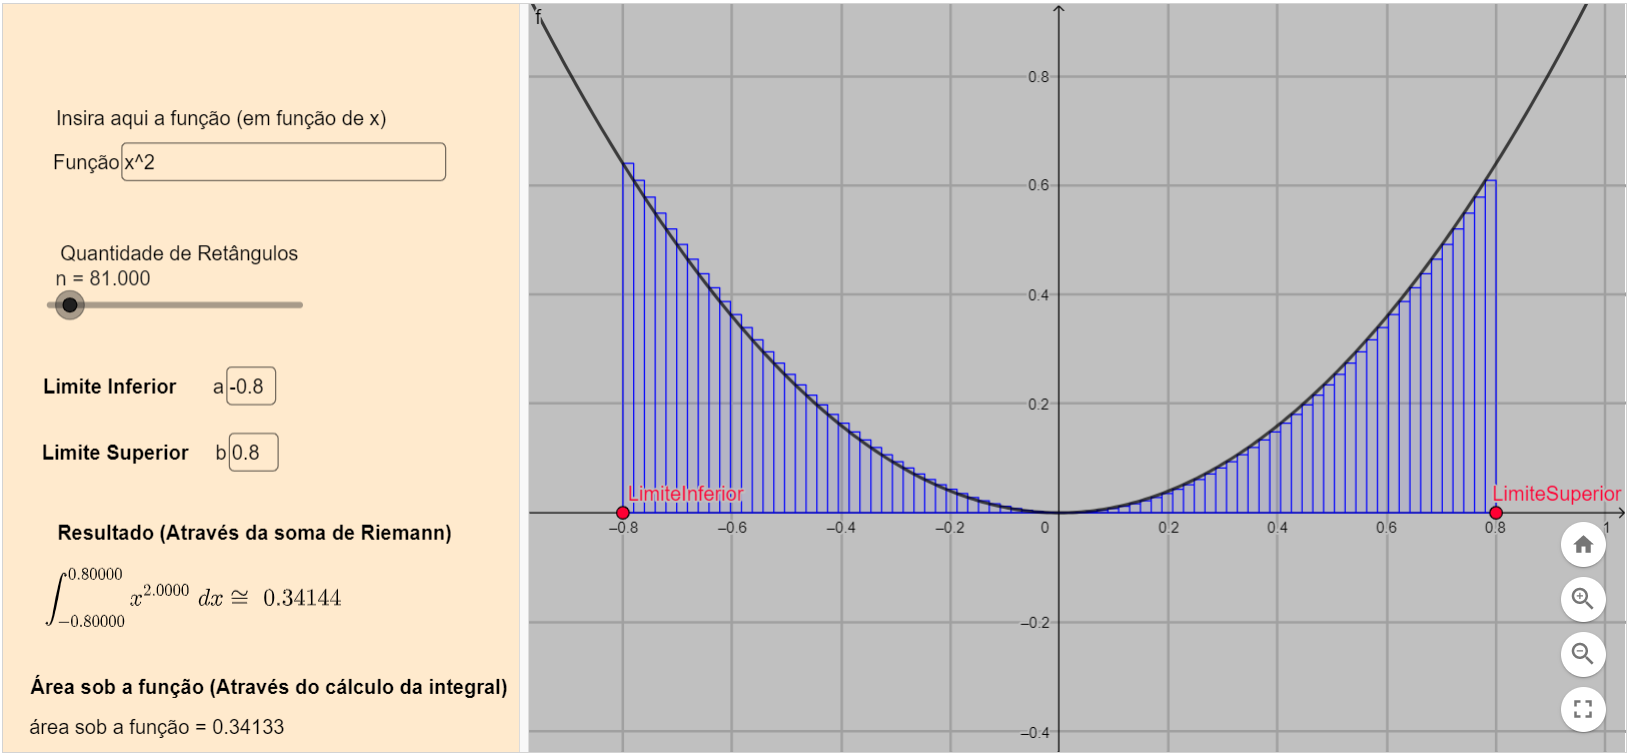 Insira aqui a função (em função de x)
Função x^2
Quantidade de Retângulos
n = 81.000
Limite Inferior a -0.8
Limite Superior b 0.8
Resultado (Através da soma de Riemann)
∫_{−0.80000}^{0.80000} x^{2.0000} dx ≅ 0.34144
Área sob a função (Através do cálculo da integral)
área sob a função = 0.34133
f
0.8
0.6
0.4
0.2
LimiteInferior LimiteSuperior
−0.8 −0.6 −0.4 −0.2 0 0.2 0.4 0.6 0.8 1
−0.2
−0.4